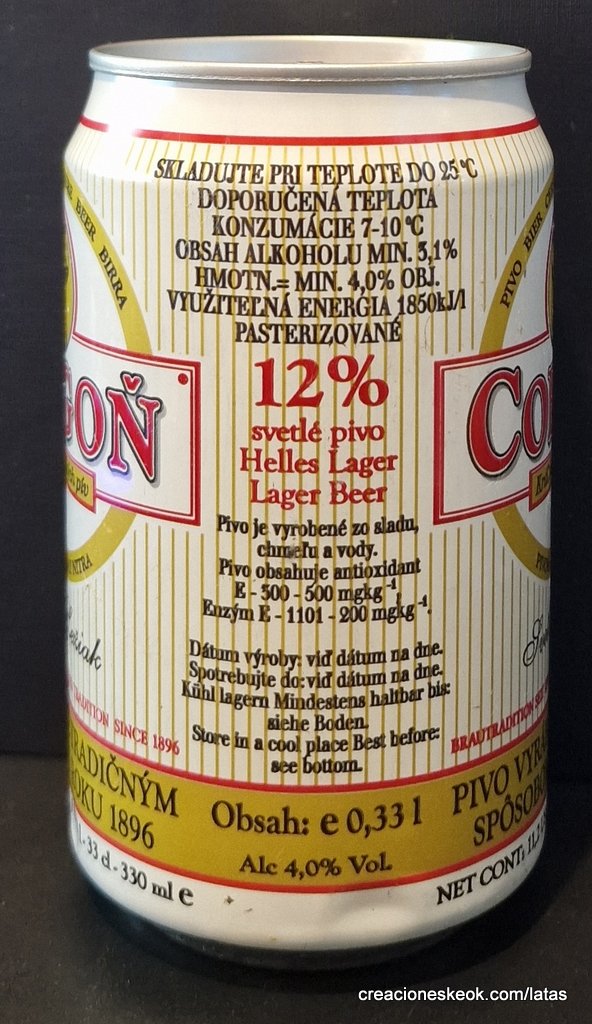 SKLADUJTE PRI TEPLOTE DO 25 °C
DOPORUČENÁ TEPLOTA
KONZUMÁCIE 7-10 °C
OBSAH ALKOHOLU MIN. 3,1%
HMOTN.= MIN. 4,0% OBJ.
VYUŽITEĽNÁ ENERGIA 1850kJ/l
PASTERIZOVANÉ
12%
svetlé pivo
Helles Lager
Lager Beer
Pivo je vyrobené zo sladu,
chmeľu a vody.
Pivo obsahuje antioxidant
E - 300 - 500 mgkg⁻¹
Enzým E - 1101 - 200 mgkg⁻¹.
Dátum výroby: viď dátum na dne.
Spotrebujte do: viď dátum na dne.
Kühl lagern Mindestens haltbar bis:
siehe Boden.
Store in a cool place Best before:
see bottom.
Obsah: e 0,33 l
Alc 4,0% Vol.
BEER BIRRA
GOŇ
NITRA
TRADITION SINCE 1896
RADIČNÝM
ROKU 1896
33 d - 330 ml e
PIVO BIER
CO
BRAUTRADITION
PIVO VYR
SPÔSOB
NET CONT.
creacioneskeok.com/latas